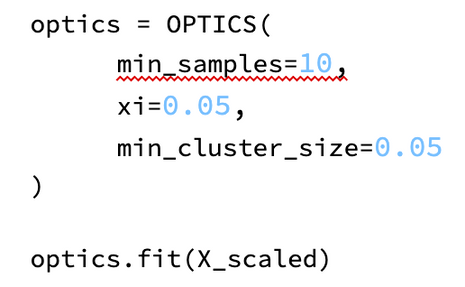 optics = OPTICS(
min_samples=10,
xi=0.05,
min_cluster_size=0.05
)
optics.fit(X_scaled)